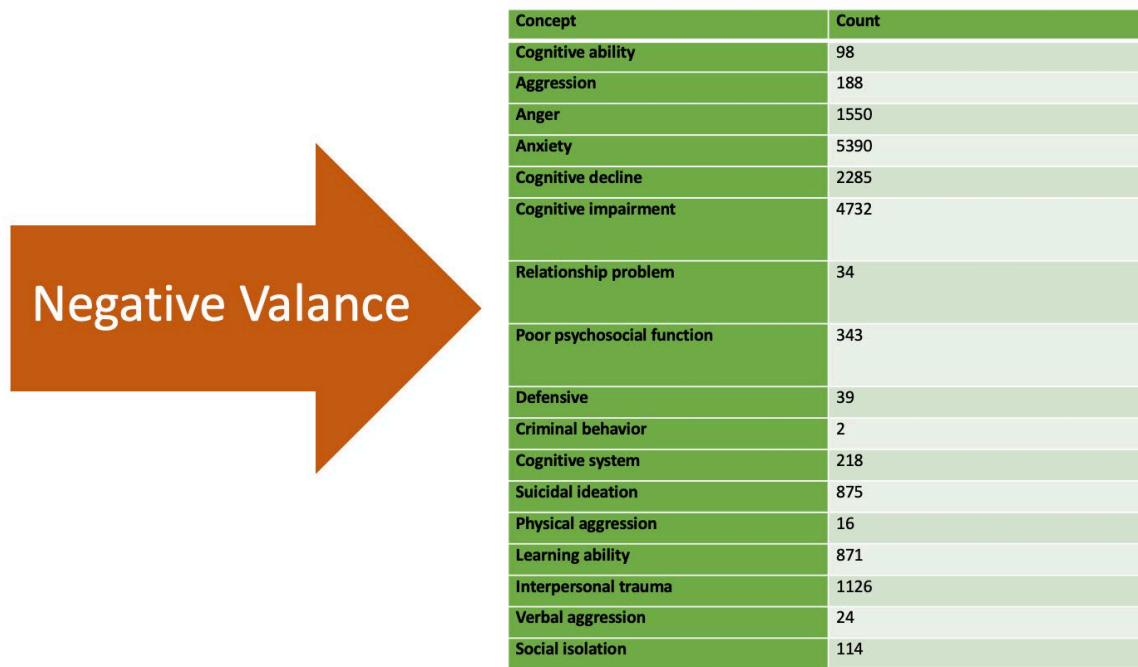 Negative Valance
Concept Count
Cognitive ability 98
Aggression 188
Anger 1550
Anxiety 5390
Cognitive decline 2285
Cognitive impairment 4732
Relationship problem 34
Poor psychosocial function 343
Defensive 39
Criminal behavior 2
Cognitive system 218
Suicidal ideation 875
Physical aggression 16
Learning ability 871
Interpersonal trauma 1126
Verbal aggression 24
Social isolation 114